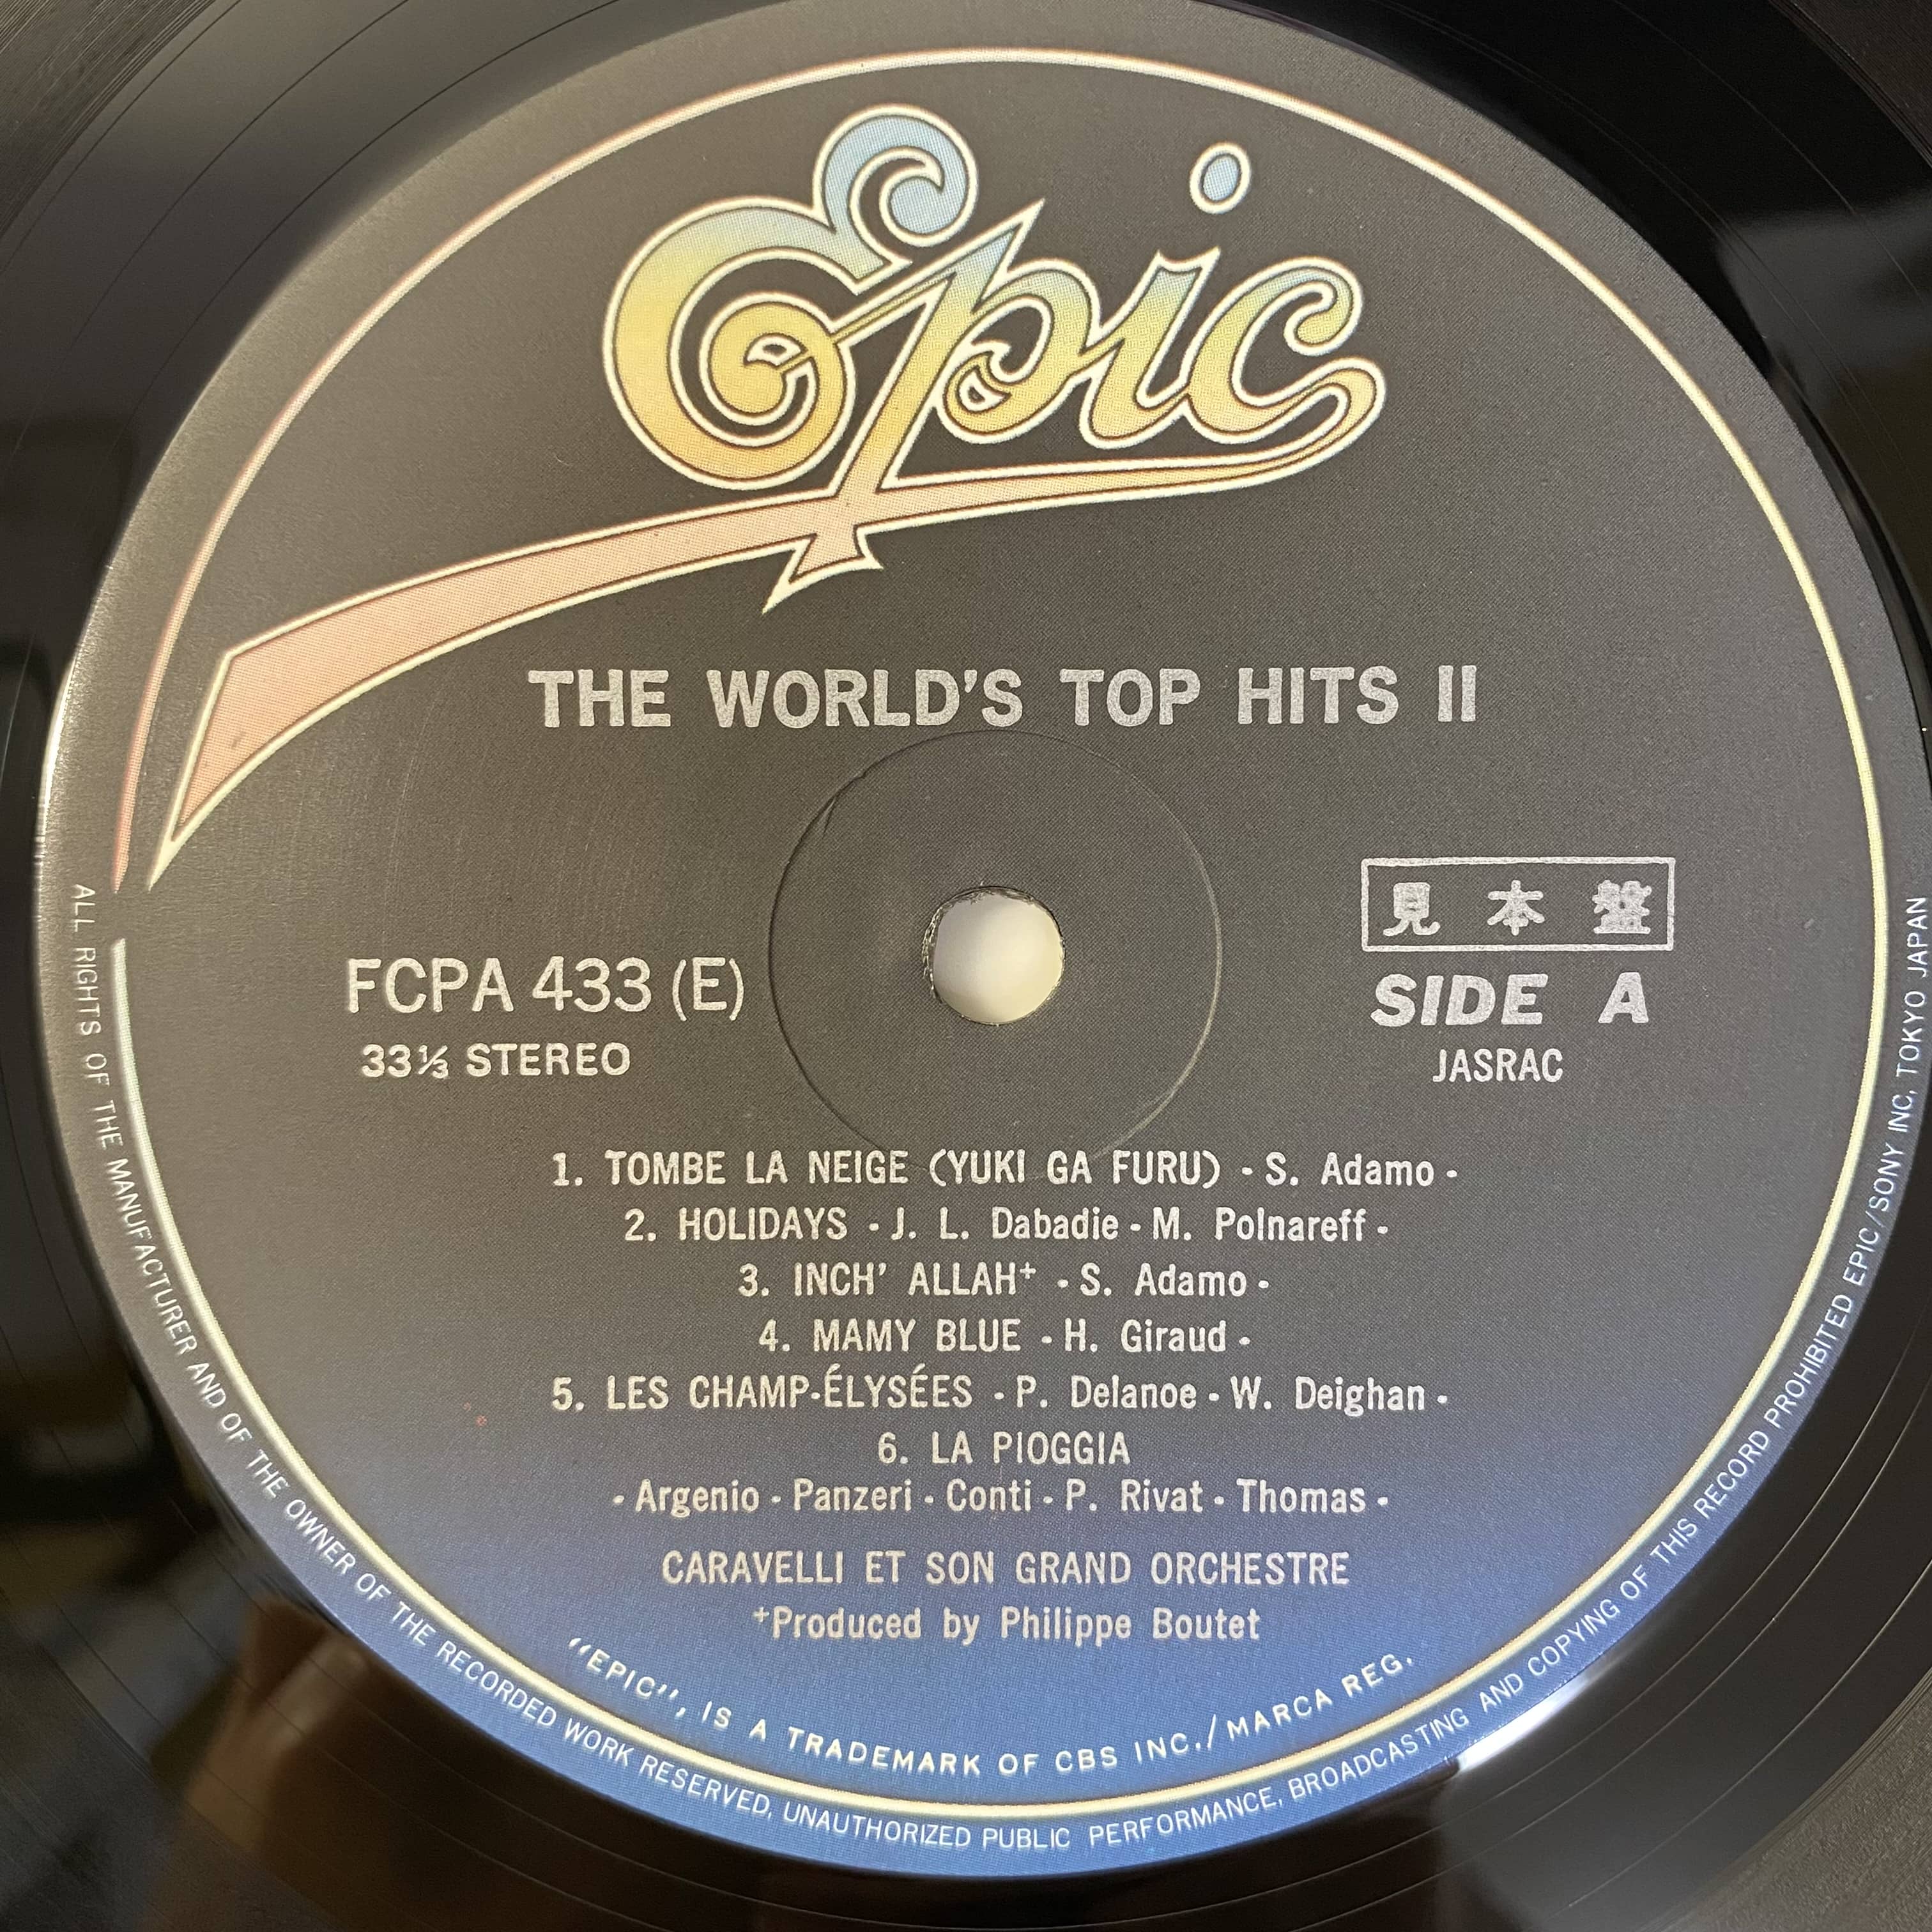 Epic
THE WORLD'S TOP HITS II
見本盤
FCPA 433 (E)
SIDE A
33⅓ STEREO
JASRAC
1. TOMBE LA NEIGE (YUKI GA FURU) - S. Adamo -
2. HOLIDAYS - J. L. Dabadie - M. Polnareff -
3. INCH' ALLAH+ - S. Adamo -
4. MAMY BLUE - H. Giraud -
5. LES CHAMP-ÉLYSÉES - P. Delanoe - W. Deighan -
6. LA PIOGGIA
- Argenio - Panzeri - Conti - P. Rivat - Thomas -
CARAVELLI ET SON GRAND ORCHESTRE
+Produced by Philippe Boutet
"EPIC", IS A TRADEMARK OF CBS INC./MARCA REG.
ALL RIGHTS OF THE MANUFACTURER AND OF THE OWNER OF THE RECORDED WORK RESERVED, UNAUTHORIZED PUBLIC PERFORMANCE, BROADCASTING AND COPYING OF THIS RECORD PROHIBITED EPIC/SONY INC, TOKYO JAPAN